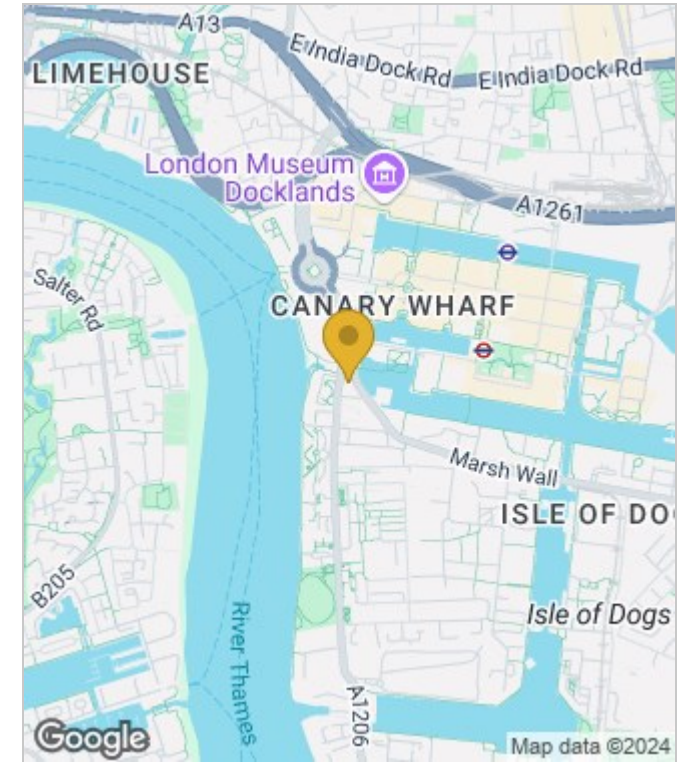 A13
E India Dock Rd
E India Dock Rd
LIMEHOUSE
London Museum
Docklands
A1261
Salter Rd
CANARY WHARF
Marsh Wall
ISLE OF DO
B205
Isle of Dogs
River Thames
A1206
Google
Map data ©2024